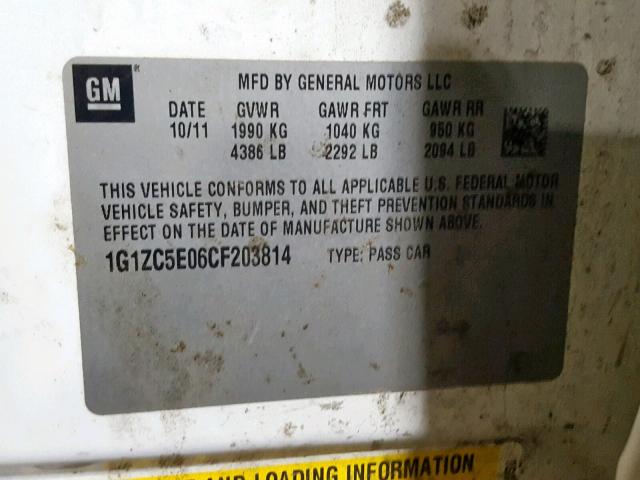 GM
MFD BY GENERAL MOTORS LLC
DATE GVWR GAWR FRT GAWR RR
10/11 1990 KG 1040 KG 950 KG
4386 LB 2292 LB 2094 LB
THIS VEHICLE CONFORMS TO ALL APPLICABLE U.S. FEDERAL MOTOR
VEHICLE SAFETY, BUMPER, AND THEFT PREVENTION STANDARDS IN
EFFECT ON THE DATE OF MANUFACTURE SHOWN ABOVE.
1G1ZC5E06CF203814 TYPE: PASS CAR
AND LOADING INFORMATION